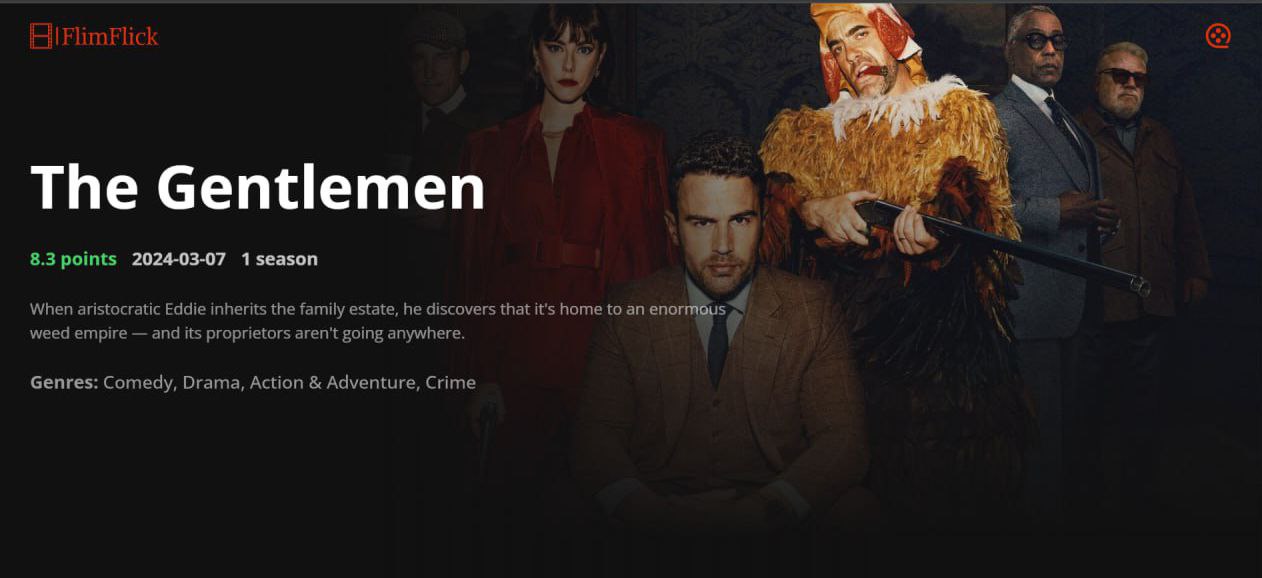 FlimFlick
The Gentlemen
8.3 points 2024-03-07 1 season
When aristocratic Eddie inherits the family estate, he discovers that it's home to an enormous
weed empire — and its proprietors aren't going anywhere.
Genres: Comedy, Drama, Action & Adventure, Crime